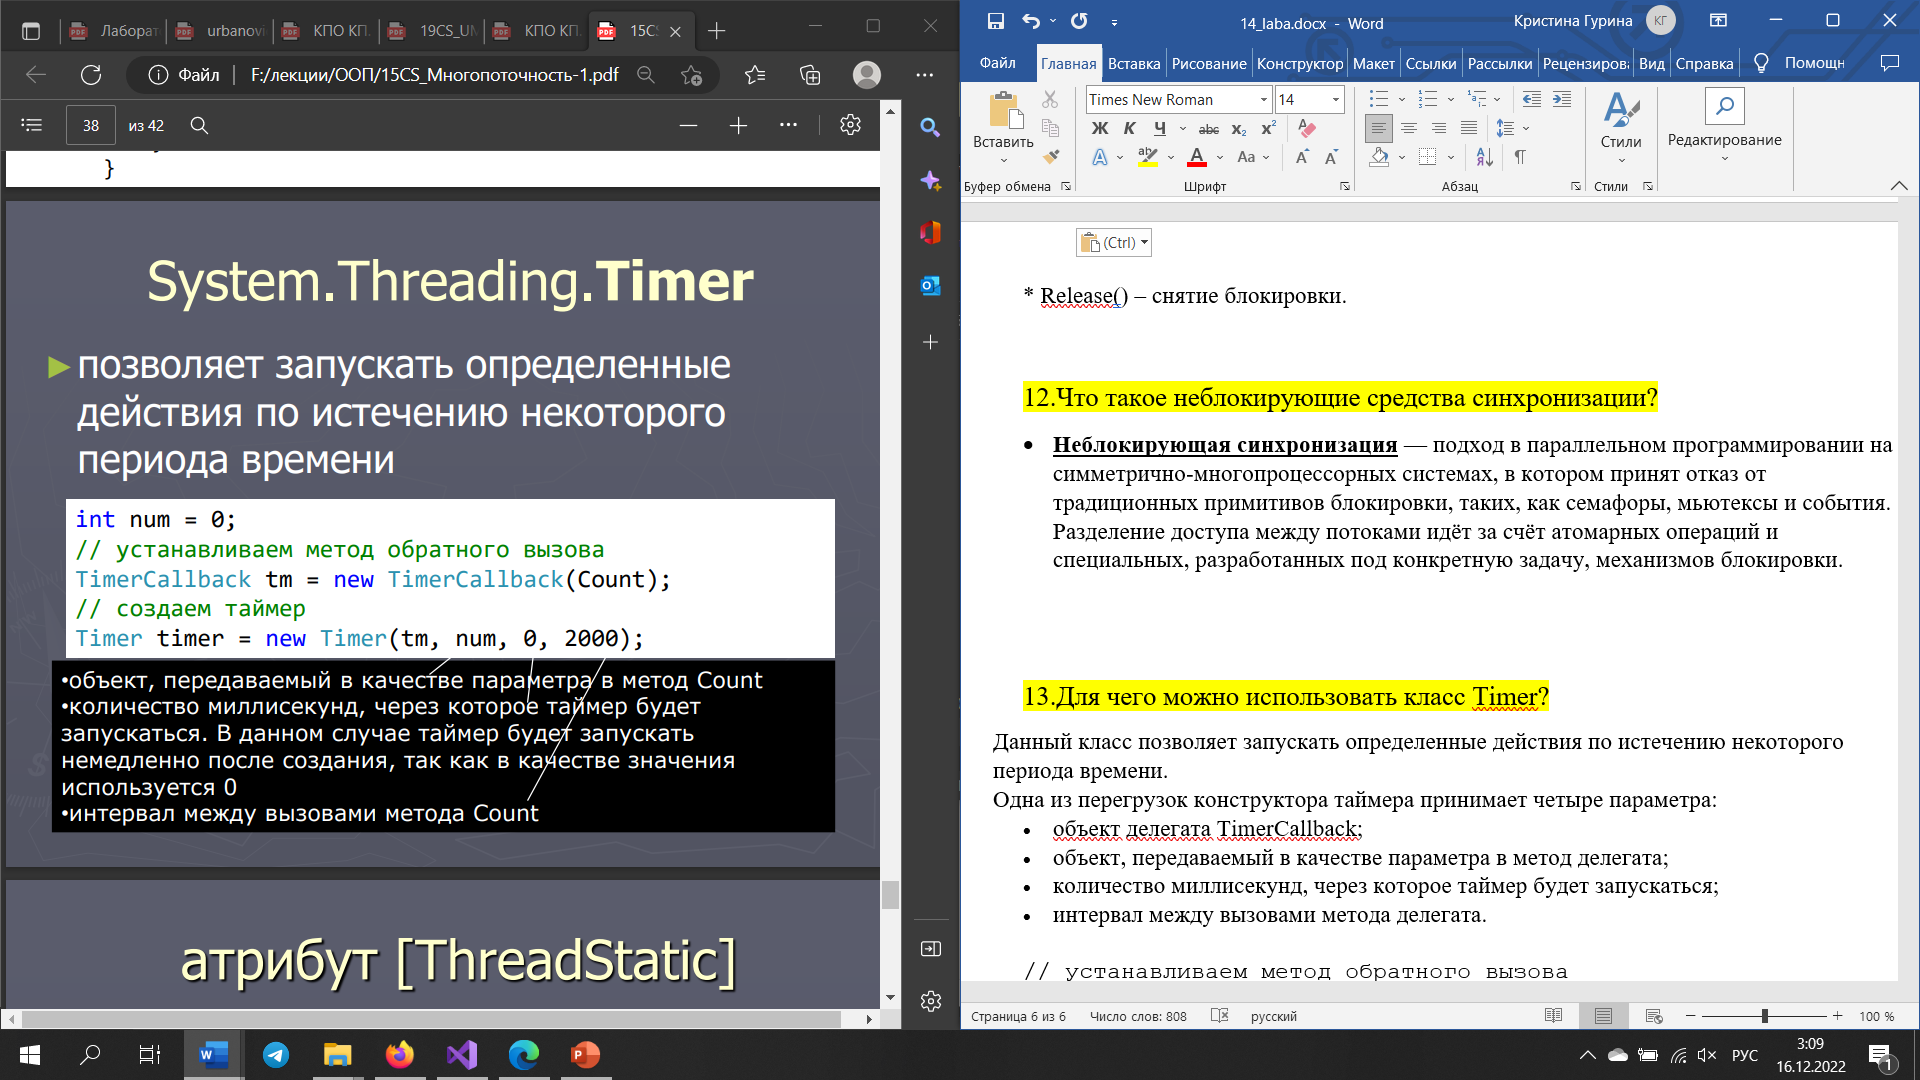 Лаборат
urbanovi
КПО КП.
19CS_UM
КПО КП.
15CS
Файл
F:/лекции/ООП/15CS_Многопоточность-1.pdf
38
из 42
}
System.Threading.Timer
►позволяет запускать определенные
действия по истечению некоторого
периода времени
int num = 0;
// устанавливаем метод обратного вызова
TimerCallback tm = new TimerCallback(Count);
// создаем таймер
Timer timer = new Timer(tm, num, 0, 2000);
•объект, передаваемый в качестве параметра в метод Count
•количество миллисекунд, через которое таймер будет
запускаться. В данном случае таймер будет запускать
немедленно после создания, так как в качестве значения
используется 0
•интервал между вызовами метода Count
атрибут [ThreadStatic]
14_laba.docx - Word
Кристина Гурина
КГ
Файл
Главная
Вставка
Рисование
Конструктор
Макет
Ссылки
Рассылки
Рецензирова
Вид
Справка
Помощн
Вставить
Буфер обмена
Times New Roman
14
Ж К Ч abc x₂ x²
A A Aa A A
Шрифт
Абзац
Стили
Стили
Редактирование
(Ctrl)
* Release() – снятие блокировки.
12.Что такое неблокирующие средства синхронизации?
• Неблокирующая синхронизация — подход в параллельном программировании на
симметрично-многопроцессорных системах, в котором принят отказ от
традиционных примитивов блокировки, таких, как семафоры, мьютексы и события.
Разделение доступа между потоками идёт за счёт атомарных операций и
специальных, разработанных под конкретную задачу, механизмов блокировки.
13.Для чего можно использовать класс Timer?
Данный класс позволяет запускать определенные действия по истечению некоторого
периода времени.
Одна из перегрузок конструктора таймера принимает четыре параметра:
• объект делегата TimerCallback;
• объект, передаваемый в качестве параметра в метод делегата;
• количество миллисекунд, через которое таймер будет запускаться;
• интервал между вызовами метода делегата.
// устанавливаем метод обратного вызова
Страница 6 из 6
Число слов: 808
русский
100 %
РУС
3:09
16.12.2022
1